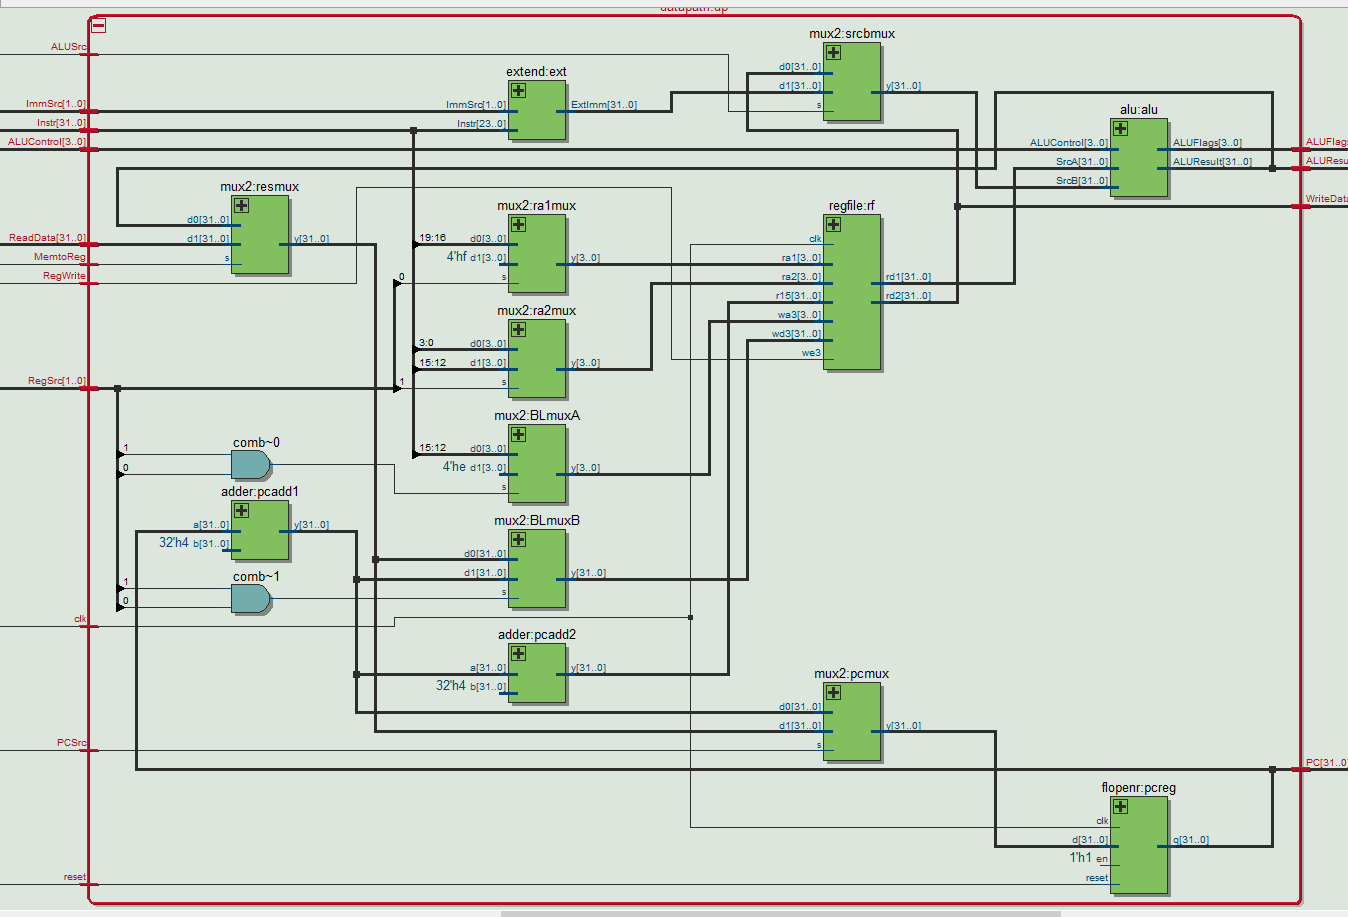 datapath:dp
mux2:srcbmux
ALUSrc
d0[31..0]
extend:ext
d1[31..0]
y[31..0]
ImmSrc[1..0]
ImmSrc[1..0]
ExtImm[31..0]
s
alu:alu
Instr[31..0]
Instr[23..0]
ALUControl[3..0]
ALUControl[3..0]
ALUFlags[3..0]
ALUFlags
SrcA[31..0]
ALUResult[31..0]
ALUResu
SrcB[31..0]
mux2:resmux
WriteData
mux2:ra1mux
regfile:rf
d0[31..0]
ReadData[31..0]
d1[31..0]
y[31..0]
19:16
d0[3..0]
clk
MemtoReg
s
4'hf
d1[3..0]
y[3..0]
ra1[3..0]
RegWrite
0
s
ra2[3..0]
rd1[31..0]
r15[31..0]
rd2[31..0]
mux2:ra2mux
wa3[3..0]
3:0
d0[3..0]
wd3[31..0]
15:12
d1[3..0]
y[3..0]
we3
RegSrc[1..0]
1
s
mux2:BLmuxA
comb~0
1
15:12
d0[3..0]
0
4'he
d1[3..0]
y[3..0]
s
adder:pcadd1
mux2:BLmuxB
a[31..0]
y[31..0]
32'h4
b[31..0]
d0[31..0]
comb~1
d1[31..0]
y[31..0]
1
s
0
clk
adder:pcadd2
a[31..0]
y[31..0]
mux2:pcmux
32'h4
b[31..0]
d0[31..0]
d1[31..0]
y[31..0]
PCSrc
s
PC[31..0
flopenr:pcreg
clk
d[31..0]
q[31..0]
1'h1
en
reset
reset